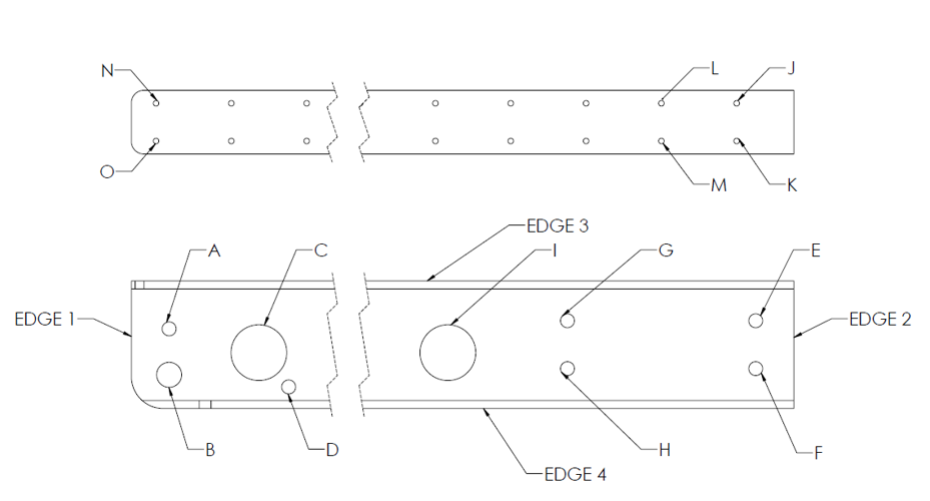 N L J
O M K
EDGE 3
A C I G E
EDGE 1 EDGE 2
B D H F
EDGE 4